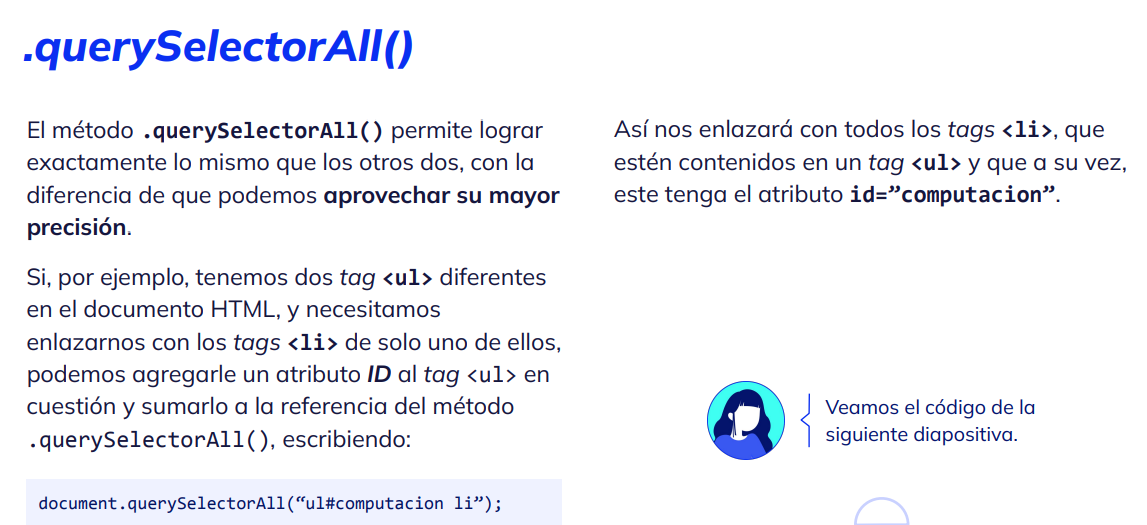 .querySelectorAll()
El método .querySelectorAll() permite lograr
exactamente lo mismo que los otros dos, con la
diferencia de que podemos aprovechar su mayor
precisión.
Si, por ejemplo, tenemos dos tag <ul> diferentes
en el documento HTML, y necesitamos
enlazarnos con los tags <li> de solo uno de ellos,
podemos agregarle un atributo ID al tag <ul> en
cuestión y sumarlo a la referencia del método
.querySelectorAll(), escribiendo:
document.querySelectorAll(“ul#computacion li”);
Así nos enlazará con todos los tags <li>, que
estén contenidos en un tag <ul> y que a su vez,
este tenga el atributo id=”computacion”.
Veamos el código de la
siguiente diapositiva.